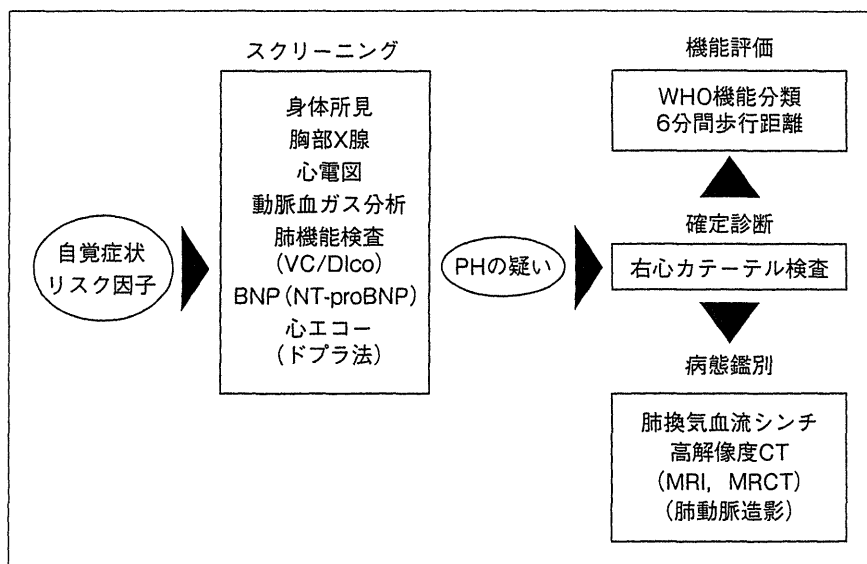 自覚症状
リスク因子
スクリーニング
身体所見
胸部X腺
心電図
動脈血ガス分析
肺機能検査
(VC/Dlco)
BNP(NT-proBNP)
心エコー
(ドプラ法)
PHの疑い
機能評価
WHO機能分類
6分間歩行距離
確定診断
右心カテーテル検査
病態鑑別
肺換気血流シンチ
高解像度CT
(MRI, MRCT)
(肺動脈造影)